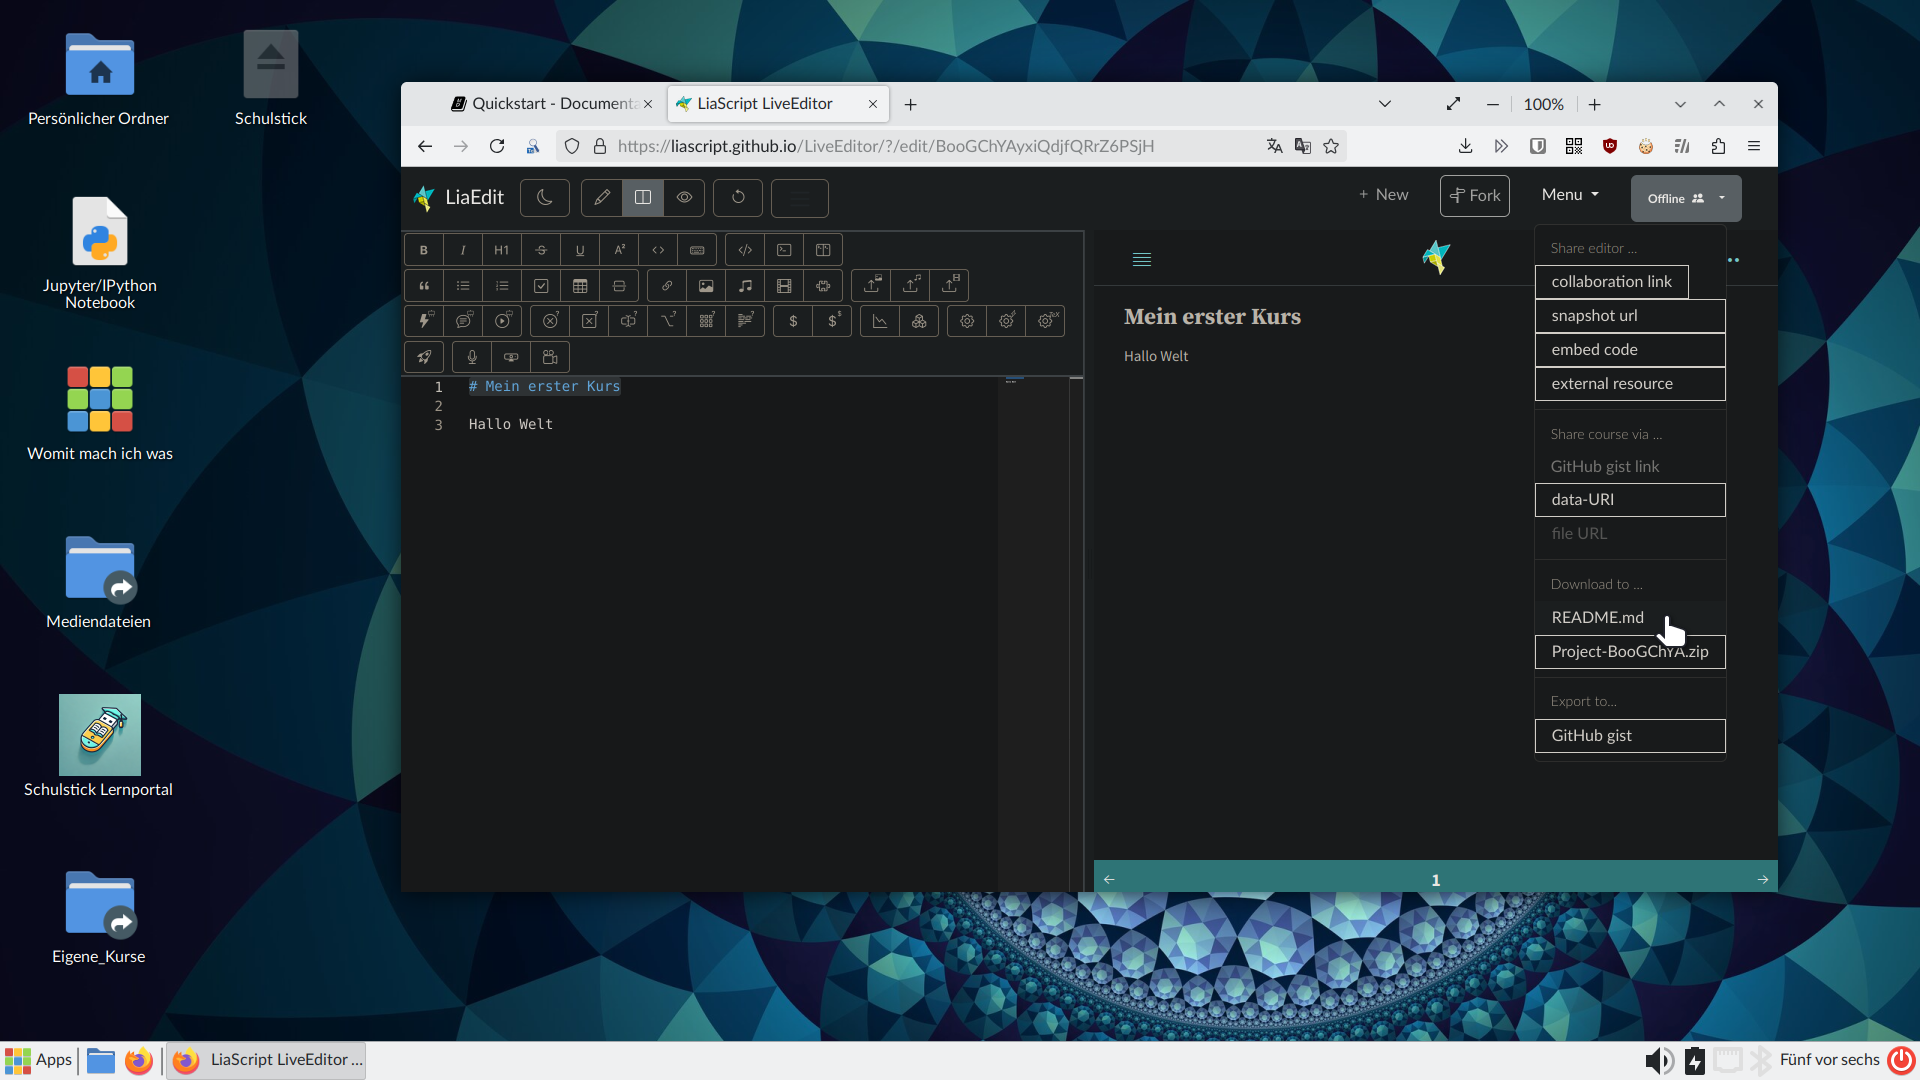 Persönlicher Ordner
Schulstick
Jupyter/IPython
Notebook
Womit mach ich was
Mediendateien
Schulstick Lernportal
Eigene_Kurse
Quickstart - Documenta
LiaScript LiveEditor
100%
https://liascript.github.io/LiveEditor/?/edit/BooGChYAyxiQdjfQRrZ6PSjH
LiaEdit
+ New
Fork
Menu
Offline
B I H1 S U A²
$ $
1 # Mein erster Kurs
2
3 Hallo Welt
Mein erster Kurs
Hallo Welt
Share editor ...
collaboration link
snapshot url
embed code
external resource
Share course via ...
GitHub gist link
data-URI
file URL
Download to ...
README.md
Project-BooGChYA.zip
Export to...
GitHub gist
← 1 →
Apps
LiaScript LiveEditor ...
Fünf vor sechs